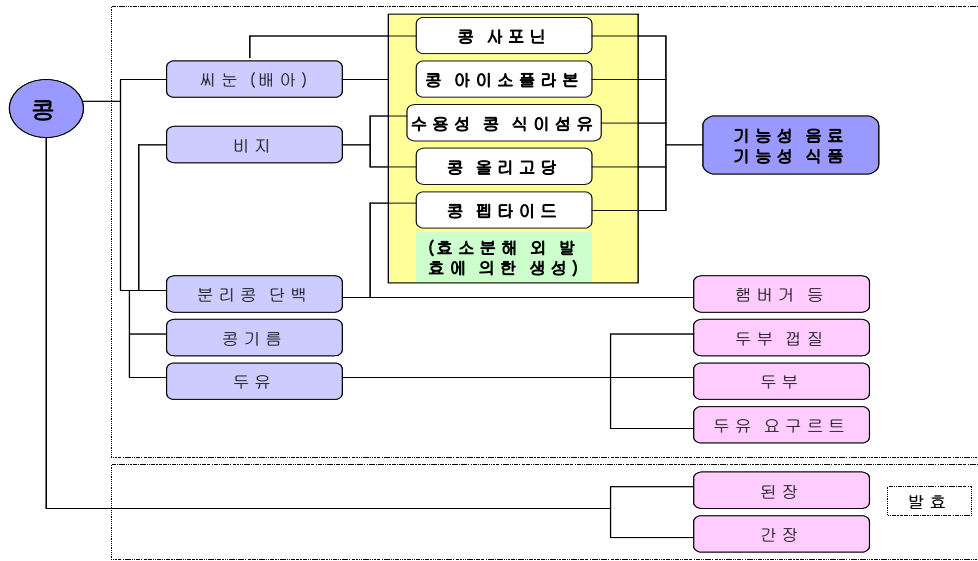 콩
씨눈 (배아)
비지
분리콩 단백
콩기름
두유
콩 사포닌
콩 아이소플라본
수용성 콩 식이섬유
콩 올리고당
콩 펩타이드
(효소분해 외 발
효에 의한 생성)
기능성 음료
기능성 식품
햄버거 등
두부 껍질
두부
두유 요구르트
된장
간장
발효